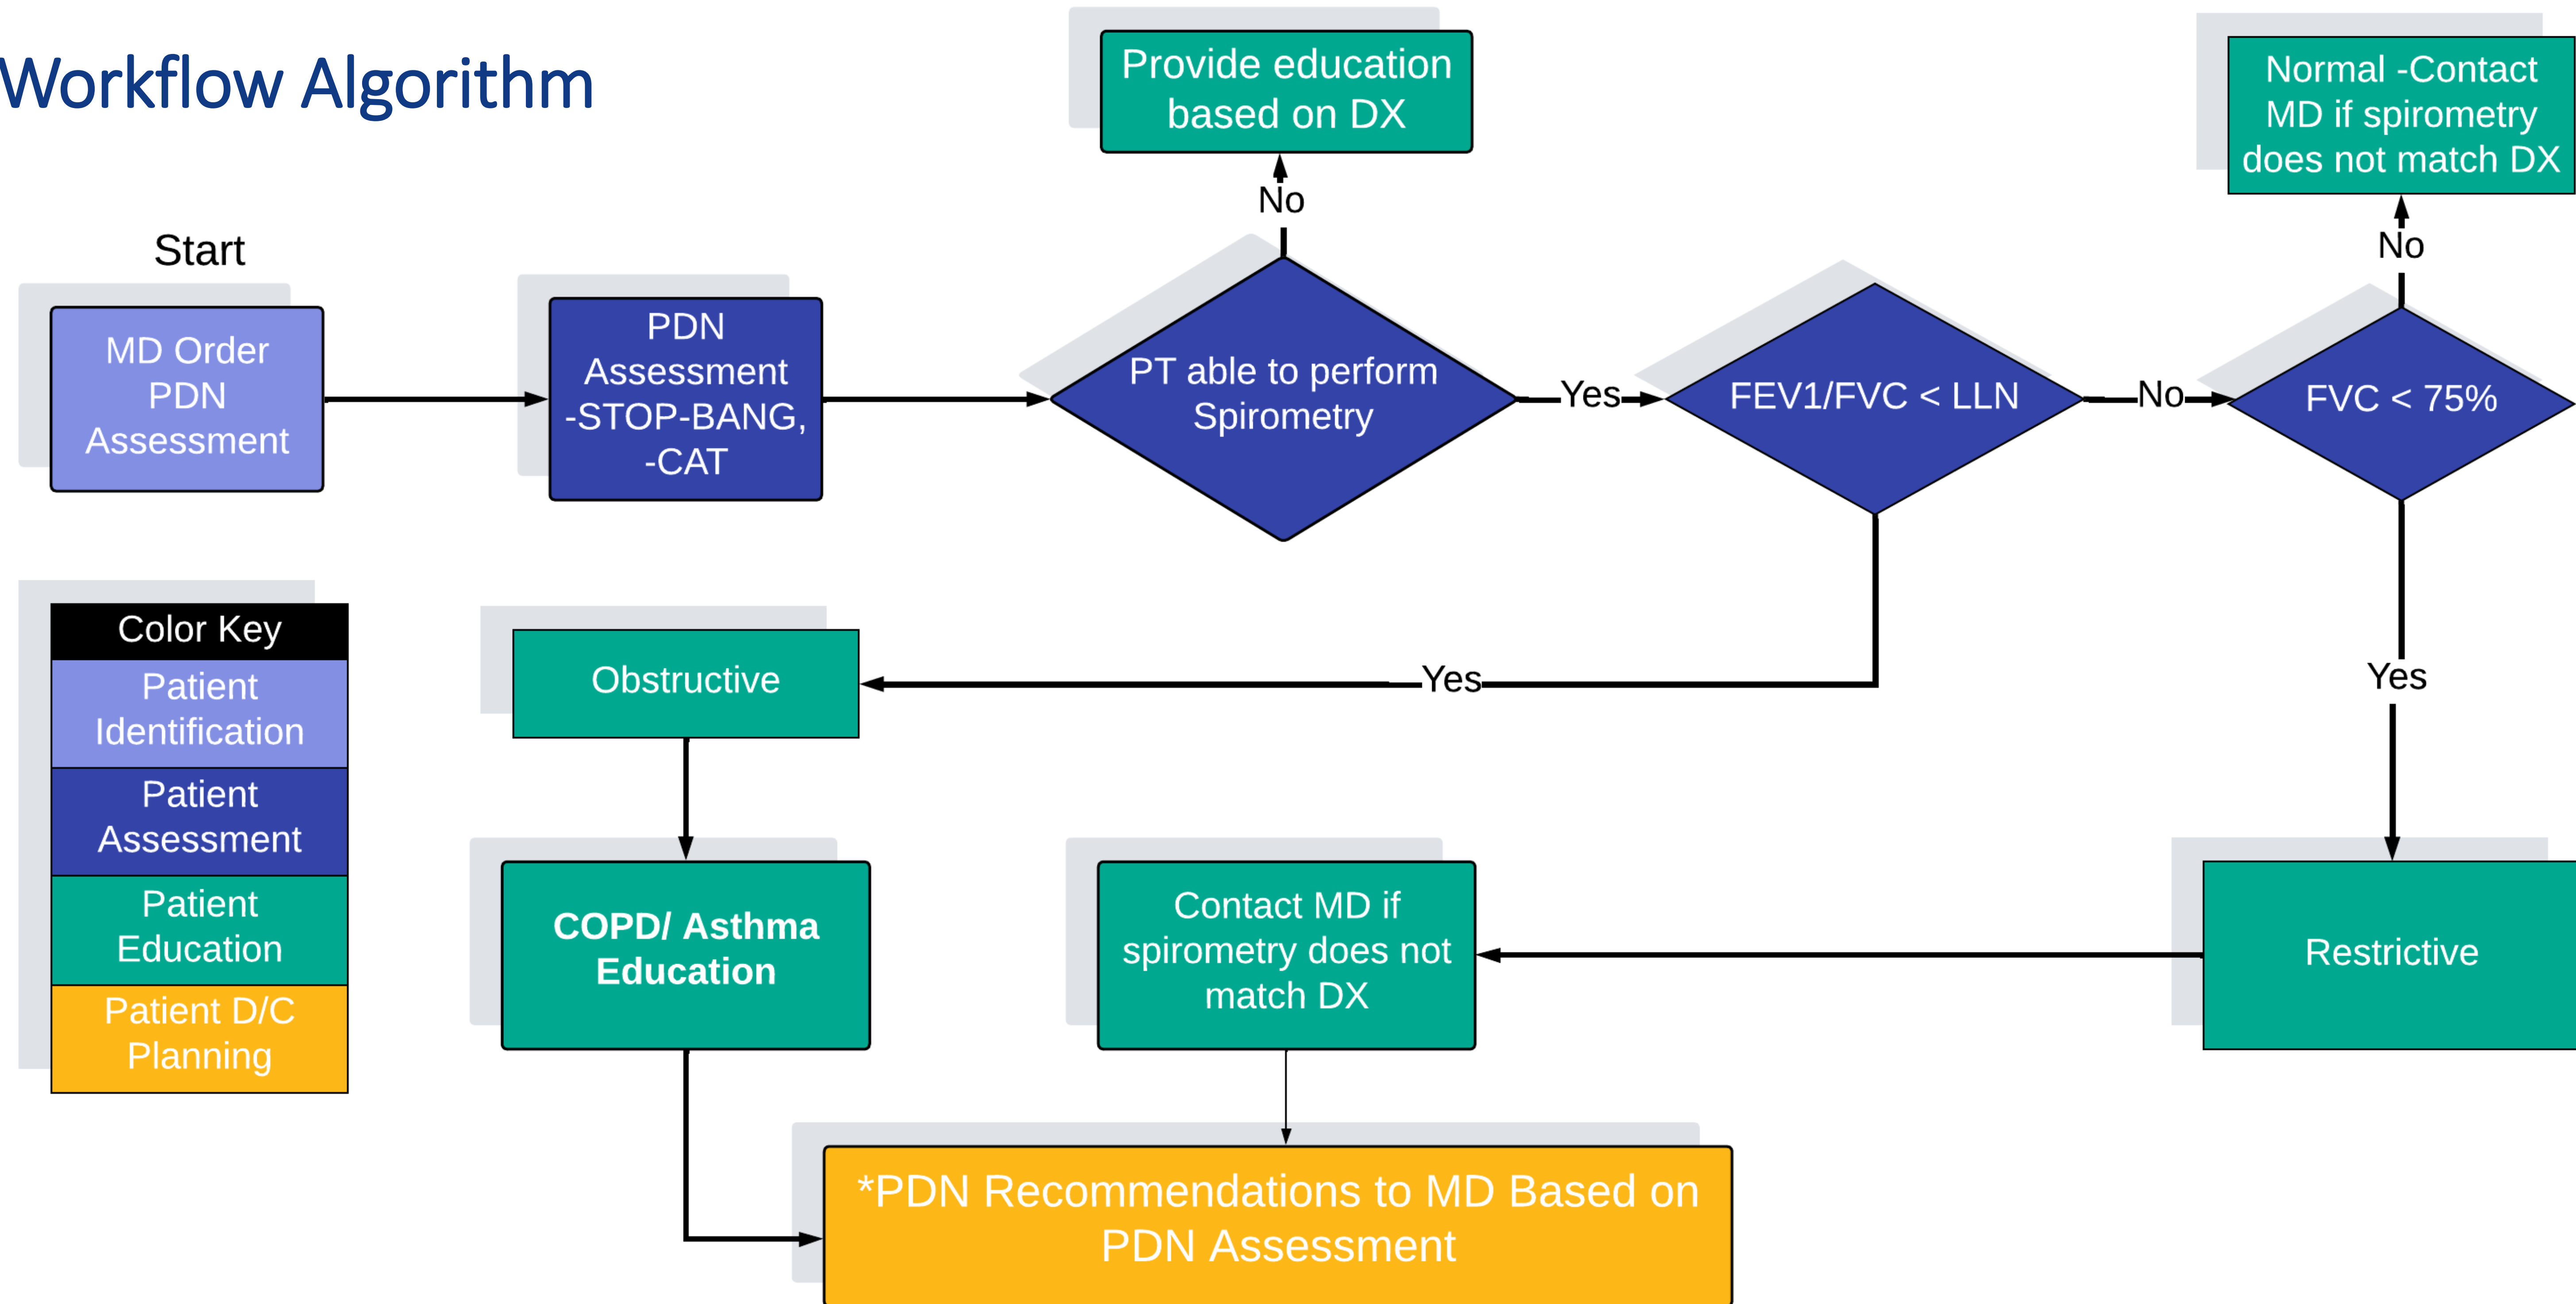 Workflow Algorithm
Start
MD Order
PDN
Assessment
PDN
Assessment
-STOP-BANG,
-CAT
Provide education
based on DX
No
PT able to perform
Spirometry
Yes
FEV1/FVC < LLN
No
FVC < 75%
No
Normal -Contact
MD if spirometry
does not match DX
Yes
Yes
Color Key
Patient
Identification
Patient
Assessment
Patient
Education
Patient D/C
Planning
Obstructive
COPD/ Asthma
Education
Contact MD if
spirometry does not
match DX
Restrictive
*PDN Recommendations to MD Based on
PDN Assessment